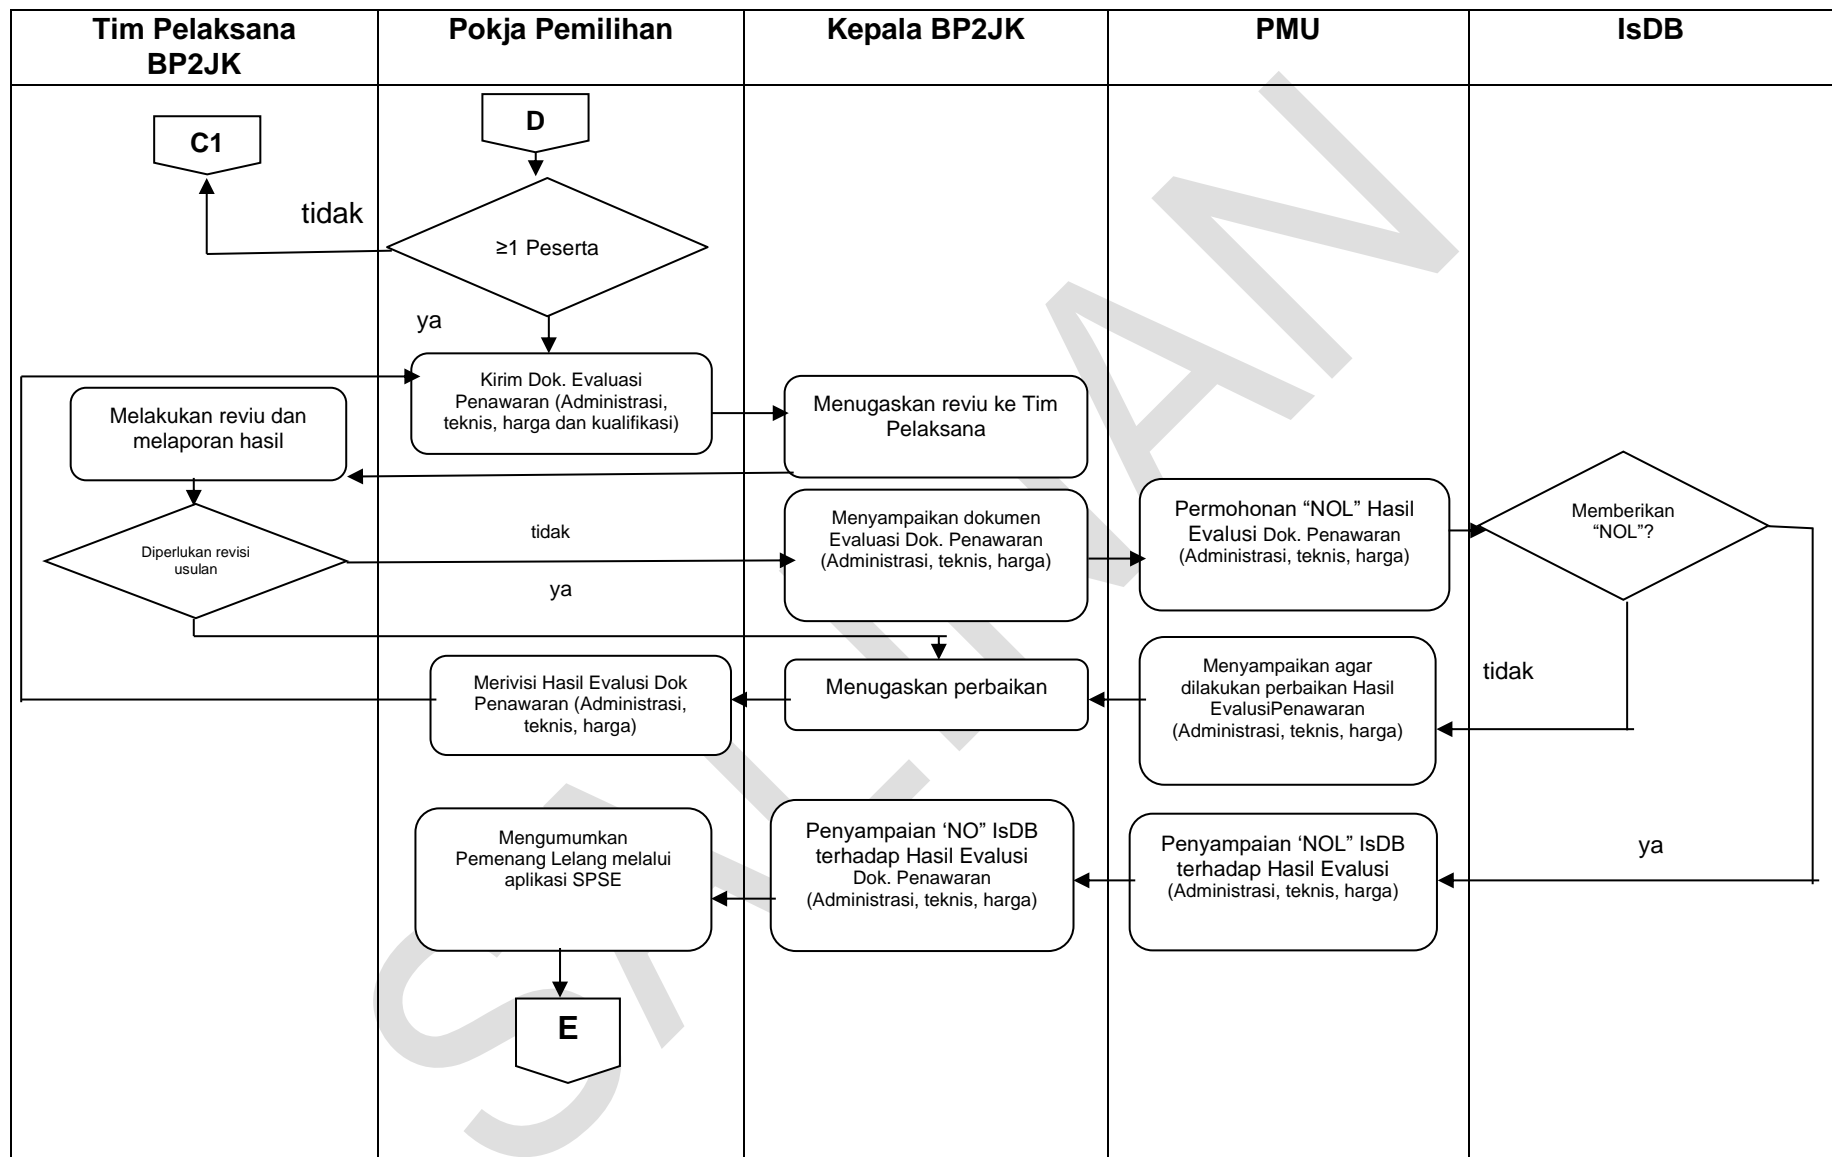 Tim Pelaksana
BP2JK
Pokja Pemilihan
Kepala BP2JK
PMU
IsDB
C1
D
tidak
≥1 Peserta
ya
Kirim Dok. Evaluasi
Penawaran (Administrasi,
teknis, harga dan kualifikasi)
Menugaskan reviu ke Tim
Pelaksana
Melakukan reviu dan
melaporan hasil
Diperlukan revisi
usulan
tidak
ya
Menyampaikan dokumen
Evaluasi Dok. Penawaran
(Administrasi, teknis, harga)
Permohonan “NOL” Hasil
Evalusi Dok. Penawaran
(Administrasi, teknis, harga)
Memberikan
“NOL”?
tidak
ya
Menyampaikan agar
dilakukan perbaikan Hasil
EvalusiPenawaran
(Administrasi, teknis, harga)
Menugaskan perbaikan
Merivisi Hasil Evalusi Dok
Penawaran (Administrasi,
teknis, harga)
Mengumumkan
Pemenang Lelang melalui
aplikasi SPSE
Penyampaian ‘NO” IsDB
terhadap Hasil Evalusi
Dok. Penawaran
(Administrasi, teknis, harga)
Penyampaian ‘NOL” IsDB
terhadap Hasil Evalusi
(Administrasi, teknis, harga)
E
SALINAN